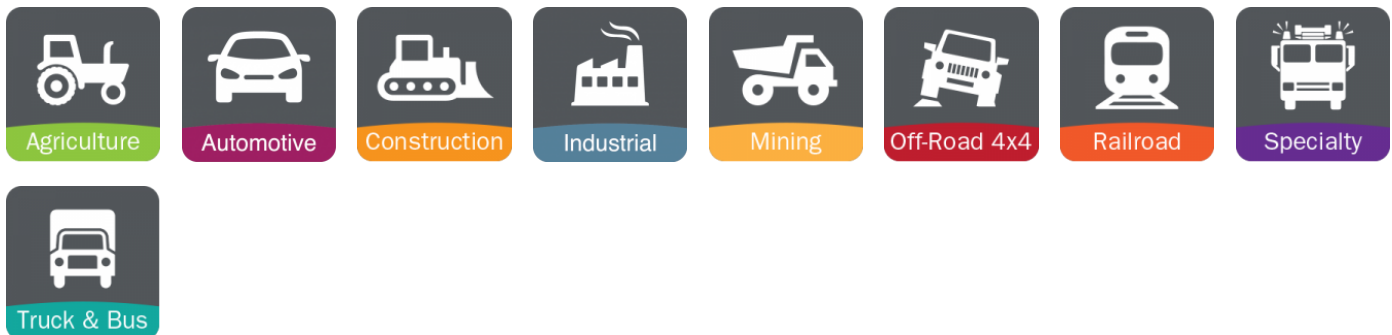 Agriculture
Automotive
Construction
Industrial
Mining
Off-Road 4x4
Railroad
Specialty
Truck & Bus